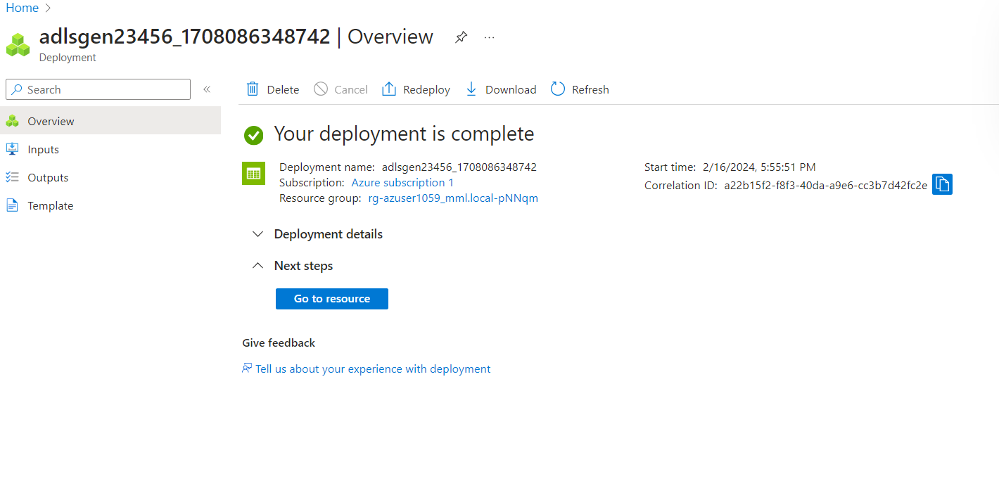 Home
adlsgen23456_1708086348742 | Overview
Deployment
Search
Overview
Inputs
Outputs
Template
Delete
Cancel
Redeploy
Download
Refresh
Your deployment is complete
Deployment name: adlsgen23456_1708086348742
Subscription: Azure subscription 1
Resource group: rg-azuser1059_mml.local-pNNqm
Start time: 2/16/2024, 5:55:51 PM
Correlation ID: a22b15f2-f8f3-40da-a9e6-cc3b7d42fc2e
Deployment details
Next steps
Go to resource
Give feedback
Tell us about your experience with deployment